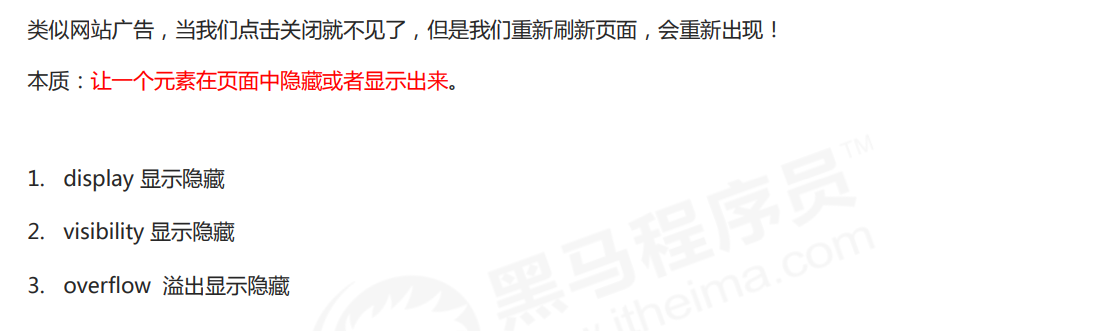 类似网站广告，当我们点击关闭就不见了，但是我们重新刷新页面，会重新出现！
本质：让一个元素在页面中隐藏或者显示出来。
1. display 显示隐藏
2. visibility 显示隐藏
3. overflow 溢出显示隐藏
黑马程序员™
www.itheima.com